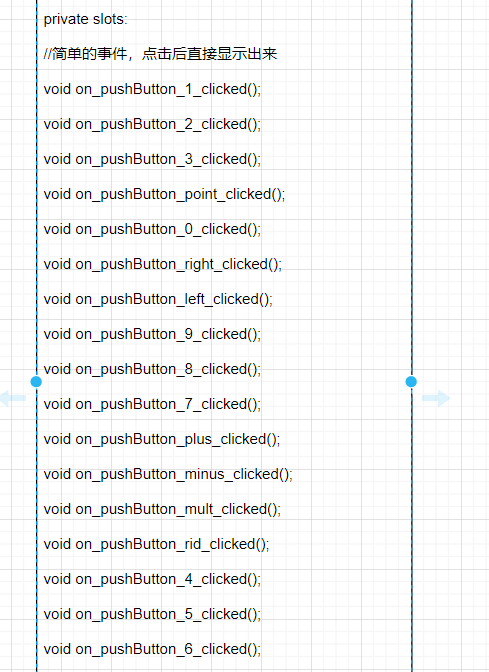 private slots:
//简单的事件，点击后直接显示出来
void on_pushButton_1_clicked();
void on_pushButton_2_clicked();
void on_pushButton_3_clicked();
void on_pushButton_point_clicked();
void on_pushButton_0_clicked();
void on_pushButton_right_clicked();
void on_pushButton_left_clicked();
void on_pushButton_9_clicked();
void on_pushButton_8_clicked();
void on_pushButton_7_clicked();
void on_pushButton_plus_clicked();
void on_pushButton_minus_clicked();
void on_pushButton_mult_clicked();
void on_pushButton_rid_clicked();
void on_pushButton_4_clicked();
void on_pushButton_5_clicked();
void on_pushButton_6_clicked();